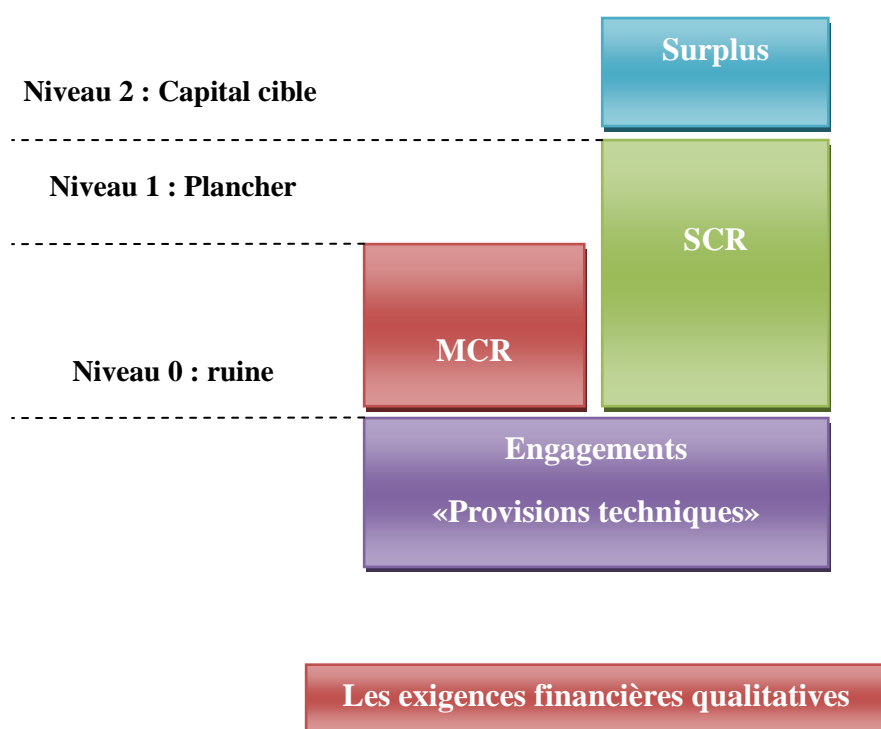 Surplus
Niveau 2 : Capital cible
Niveau 1 : Plancher
SCR
MCR
Niveau 0 : ruine
Engagements
«Provisions techniques»
Les exigences financières qualitatives